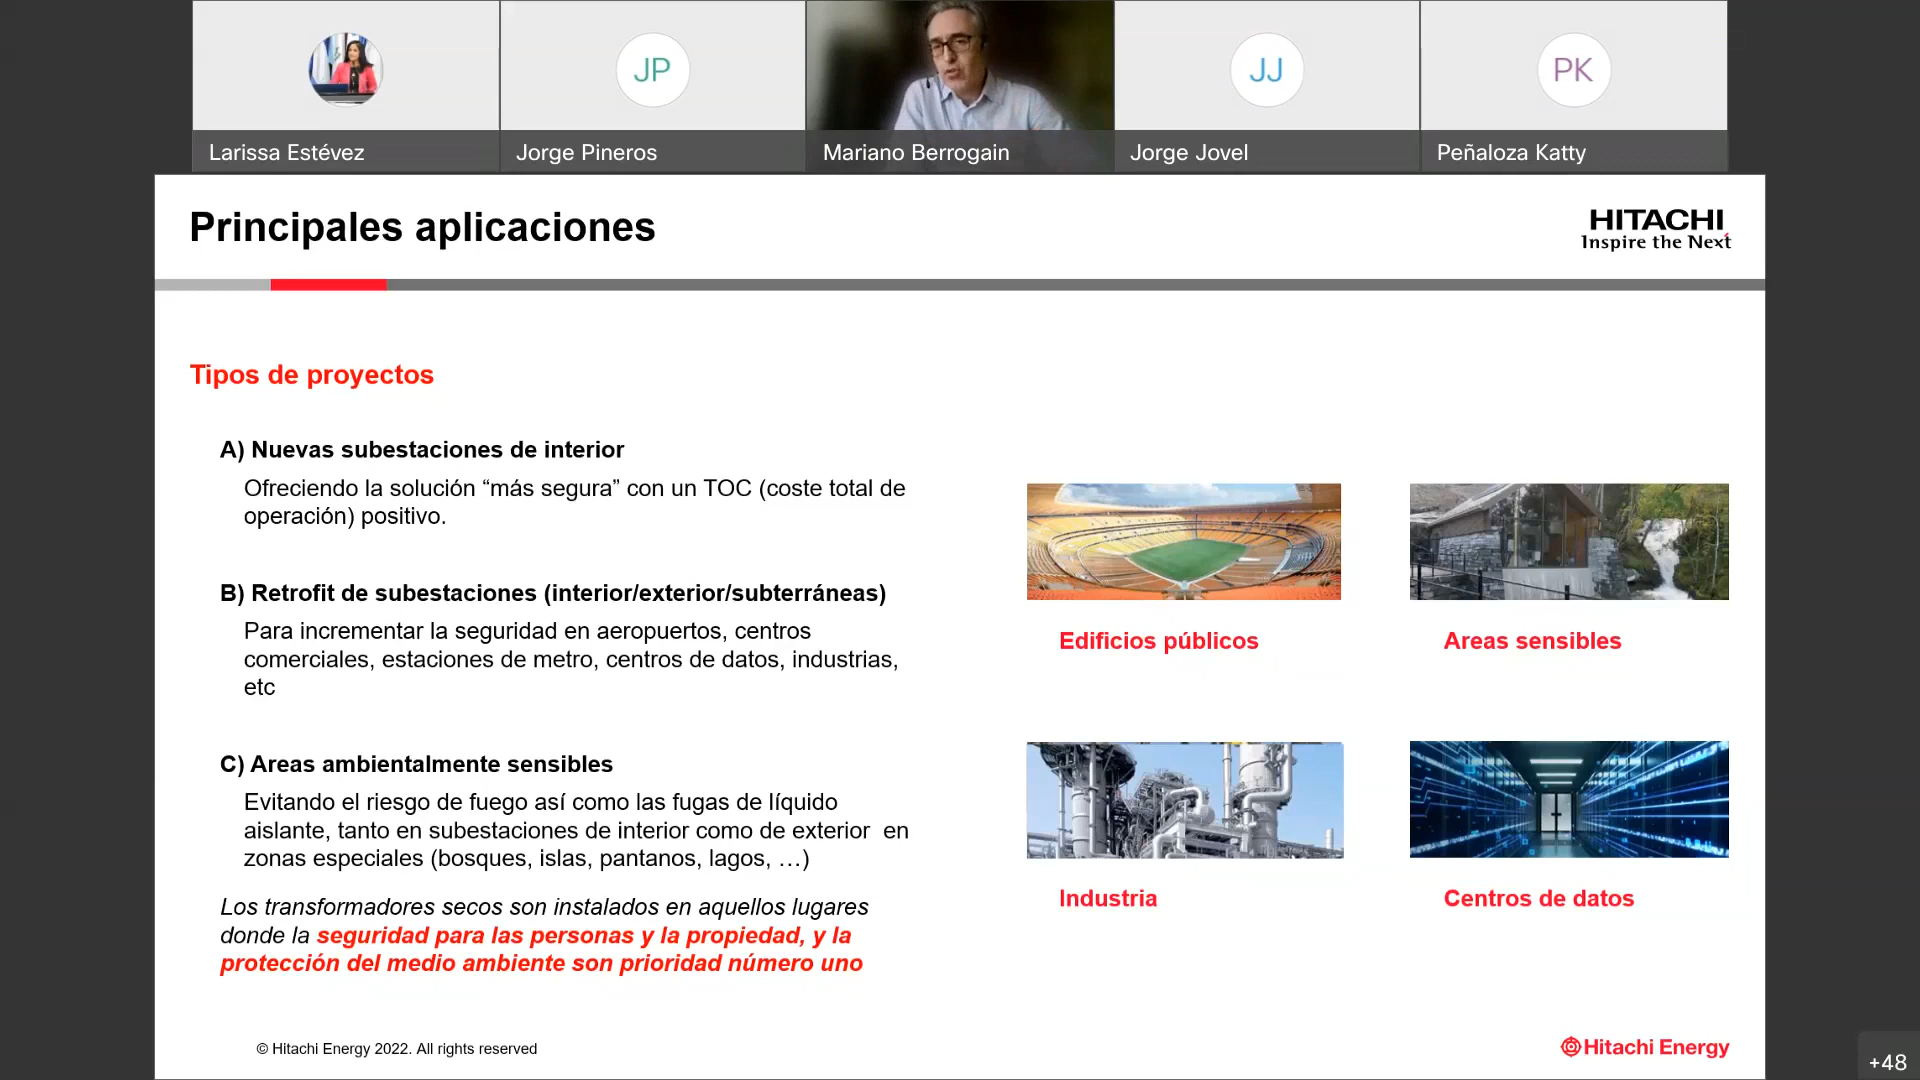 JP
JJ
PK
Larissa Estévez
Jorge Pineros
Mariano Berrogain
Jorge Jovel
Peñaloza Katty
Principales aplicaciones
HITACHI
Inspire the Next
Tipos de proyectos
A) Nuevas subestaciones de interior
Ofreciendo la solución “más segura” con un TOC (coste total de
operación) positivo.
B) Retrofit de subestaciones (interior/exterior/subterráneas)
Para incrementar la seguridad en aeropuertos, centros
comerciales, estaciones de metro, centros de datos, industrias,
etc
C) Areas ambientalmente sensibles
Evitando el riesgo de fuego así como las fugas de líquido
aislante, tanto en subestaciones de interior como de exterior en
zonas especiales (bosques, islas, pantanos, lagos, …)
Los transformadores secos son instalados en aquellos lugares
donde la seguridad para las personas y la propiedad, y la
protección del medio ambiente son prioridad número uno
Edificios públicos
Areas sensibles
Industria
Centros de datos
© Hitachi Energy 2022. All rights reserved
Hitachi Energy
+48